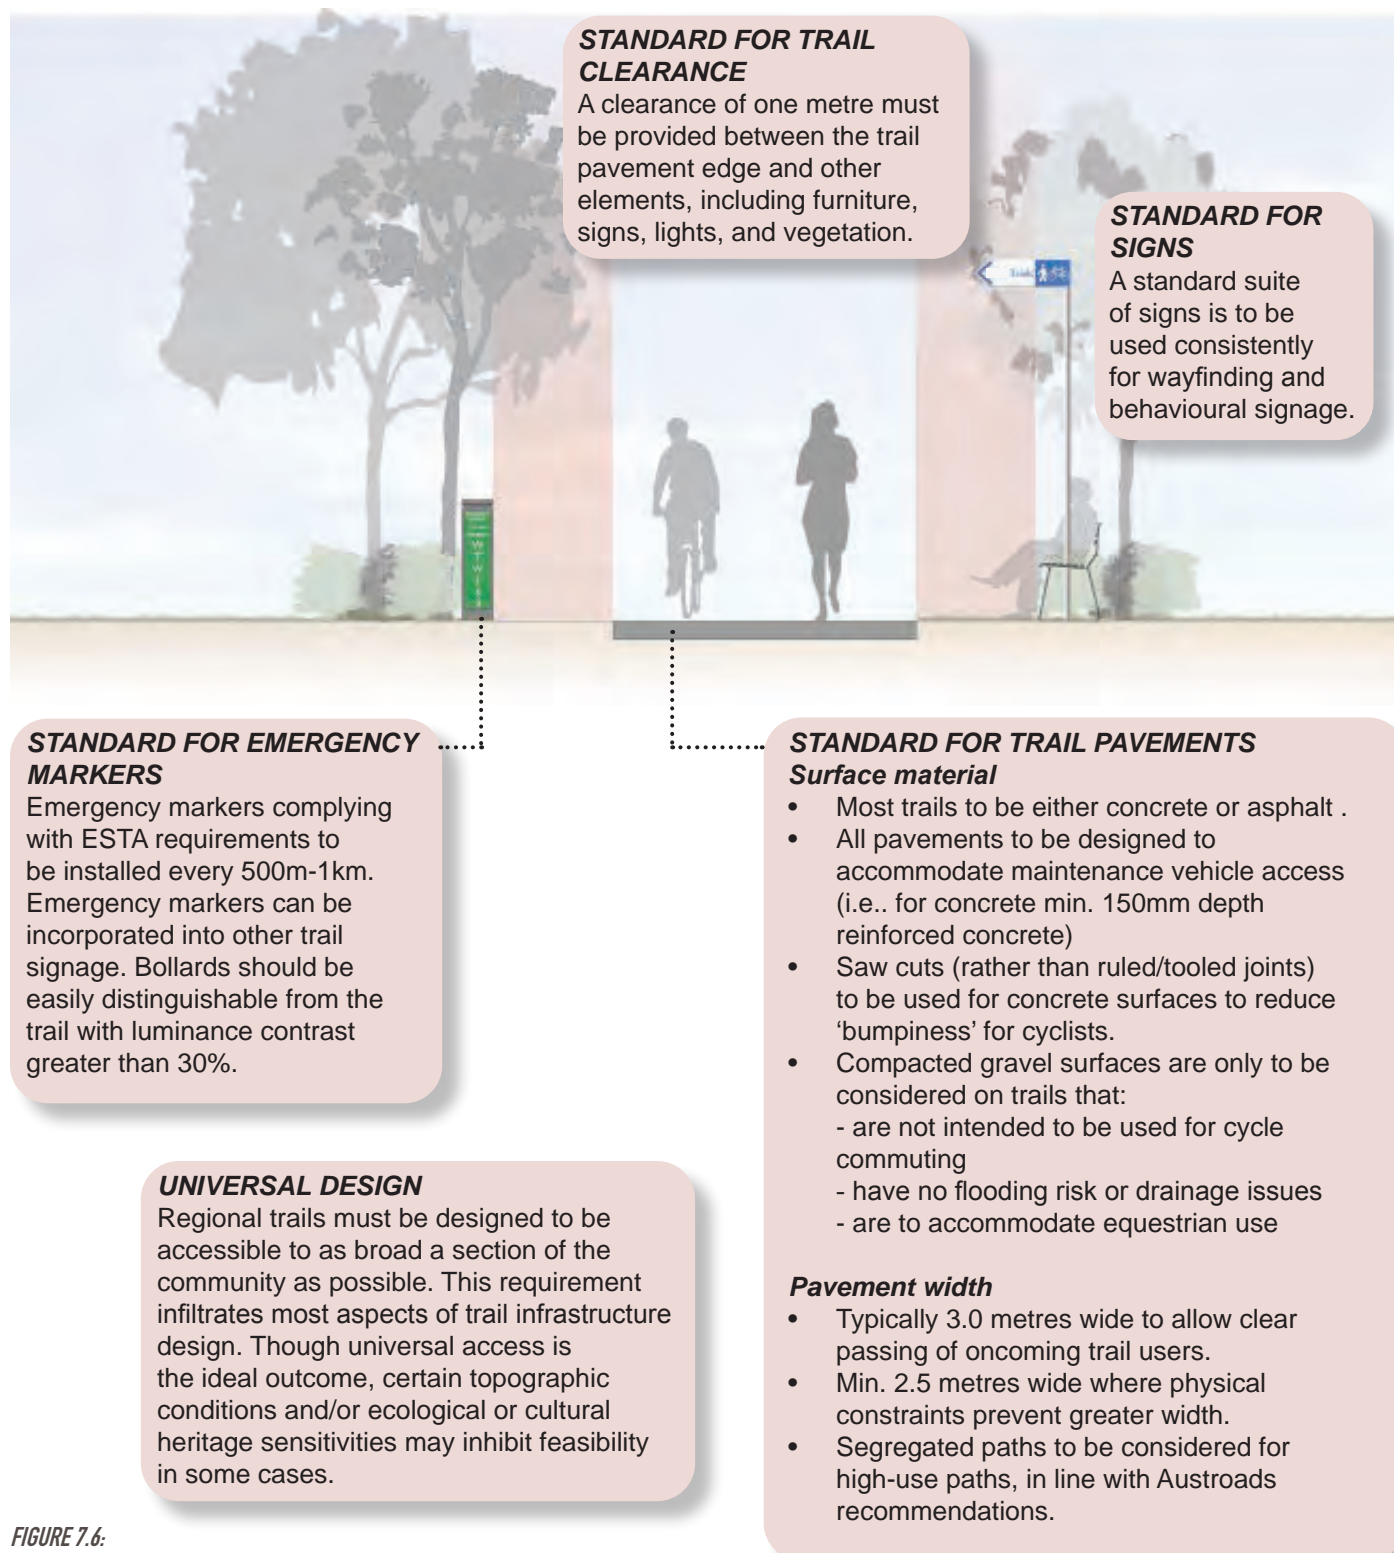 STANDARD FOR TRAIL
CLEARANCE
A clearance of one metre must
be provided between the trail
pavement edge and other
elements, including furniture,
signs, lights, and vegetation.
STANDARD FOR
SIGNS
A standard suite
of signs is to be
used consistently
for wayfinding and
behavioural signage.
STANDARD FOR EMERGENCY
MARKERS
Emergency markers complying
with ESTA requirements to
be installed every 500m-1km.
Emergency markers can be
incorporated into other trail
signage. Bollards should be
easily distinguishable from the
trail with luminance contrast
greater than 30%.
UNIVERSAL DESIGN
Regional trails must be designed to be
accessible to as broad a section of the
community as possible. This requirement
infiltrates most aspects of trail infrastructure
design. Though universal access is
the ideal outcome, certain topographic
conditions and/or ecological or cultural
heritage sensitivities may inhibit feasibility
in some cases.
STANDARD FOR TRAIL PAVEMENTS
Surface material
• Most trails to be either concrete or asphalt .
• All pavements to be designed to
accommodate maintenance vehicle access
(i.e.. for concrete min. 150mm depth
reinforced concrete)
• Saw cuts (rather than ruled/tooled joints)
to be used for concrete surfaces to reduce
‘bumpiness’ for cyclists.
• Compacted gravel surfaces are only to be
considered on trails that:
- are not intended to be used for cycle
commuting
- have no flooding risk or drainage issues
- are to accommodate equestrian use
Pavement width
• Typically 3.0 metres wide to allow clear
passing of oncoming trail users.
• Min. 2.5 metres wide where physical
constraints prevent greater width.
• Segregated paths to be considered for
high-use paths, in line with Austroads
recommendations.
FIGURE 7.6: